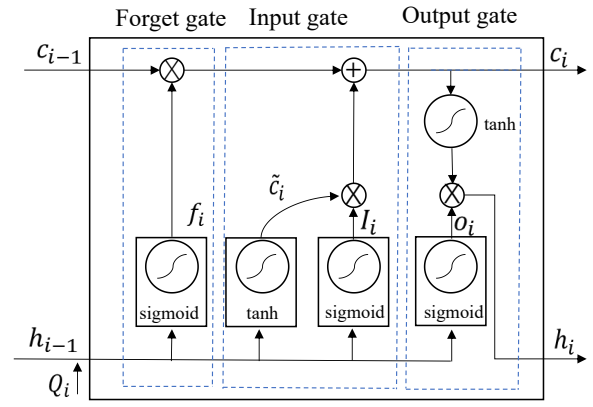 Forget gate Input gate Output gate
c_{i−1} c_i
tanh
c̃_i
f_i I_i o_i
sigmoid tanh sigmoid sigmoid
h_{i−1} h_i
Q_i